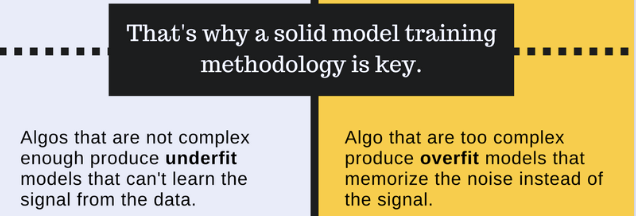 That's why a solid model training
methodology is key.
Algos that are not complex
enough produce underfit
models that can't learn the
signal from the data.
Algo that are too complex
produce overfit models that
memorize the noise instead of
the signal.